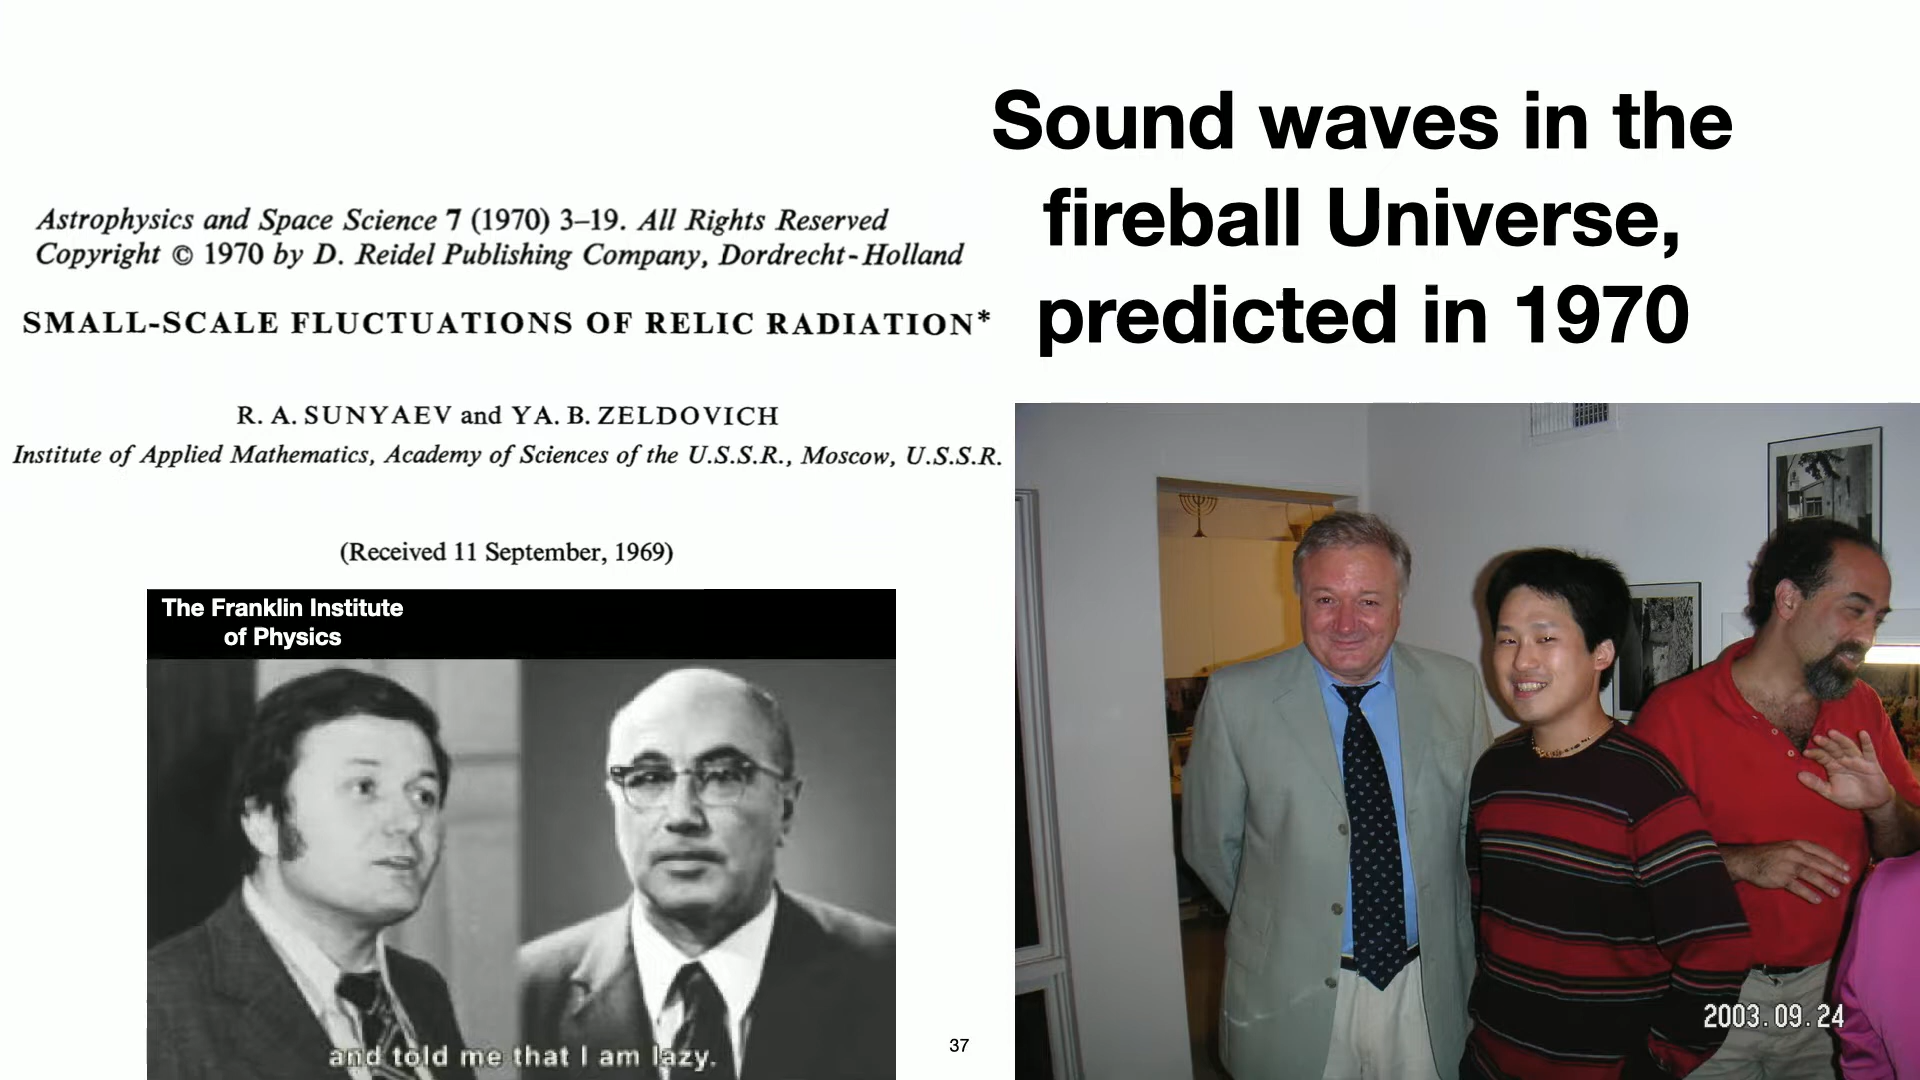 Sound waves in the
fireball Universe,
predicted in 1970
Astrophysics and Space Science 7 (1970) 3–19. All Rights Reserved
Copyright © 1970 by D. Reidel Publishing Company, Dordrecht-Holland
SMALL-SCALE FLUCTUATIONS OF RELIC RADIATION*
R. A. SUNYAEV and YA. B. ZELDOVICH
Institute of Applied Mathematics, Academy of Sciences of the U.S.S.R., Moscow, U.S.S.R.
(Received 11 September, 1969)
The Franklin Institute
of Physics
and told me that I am lazy.
37
2003.09.24